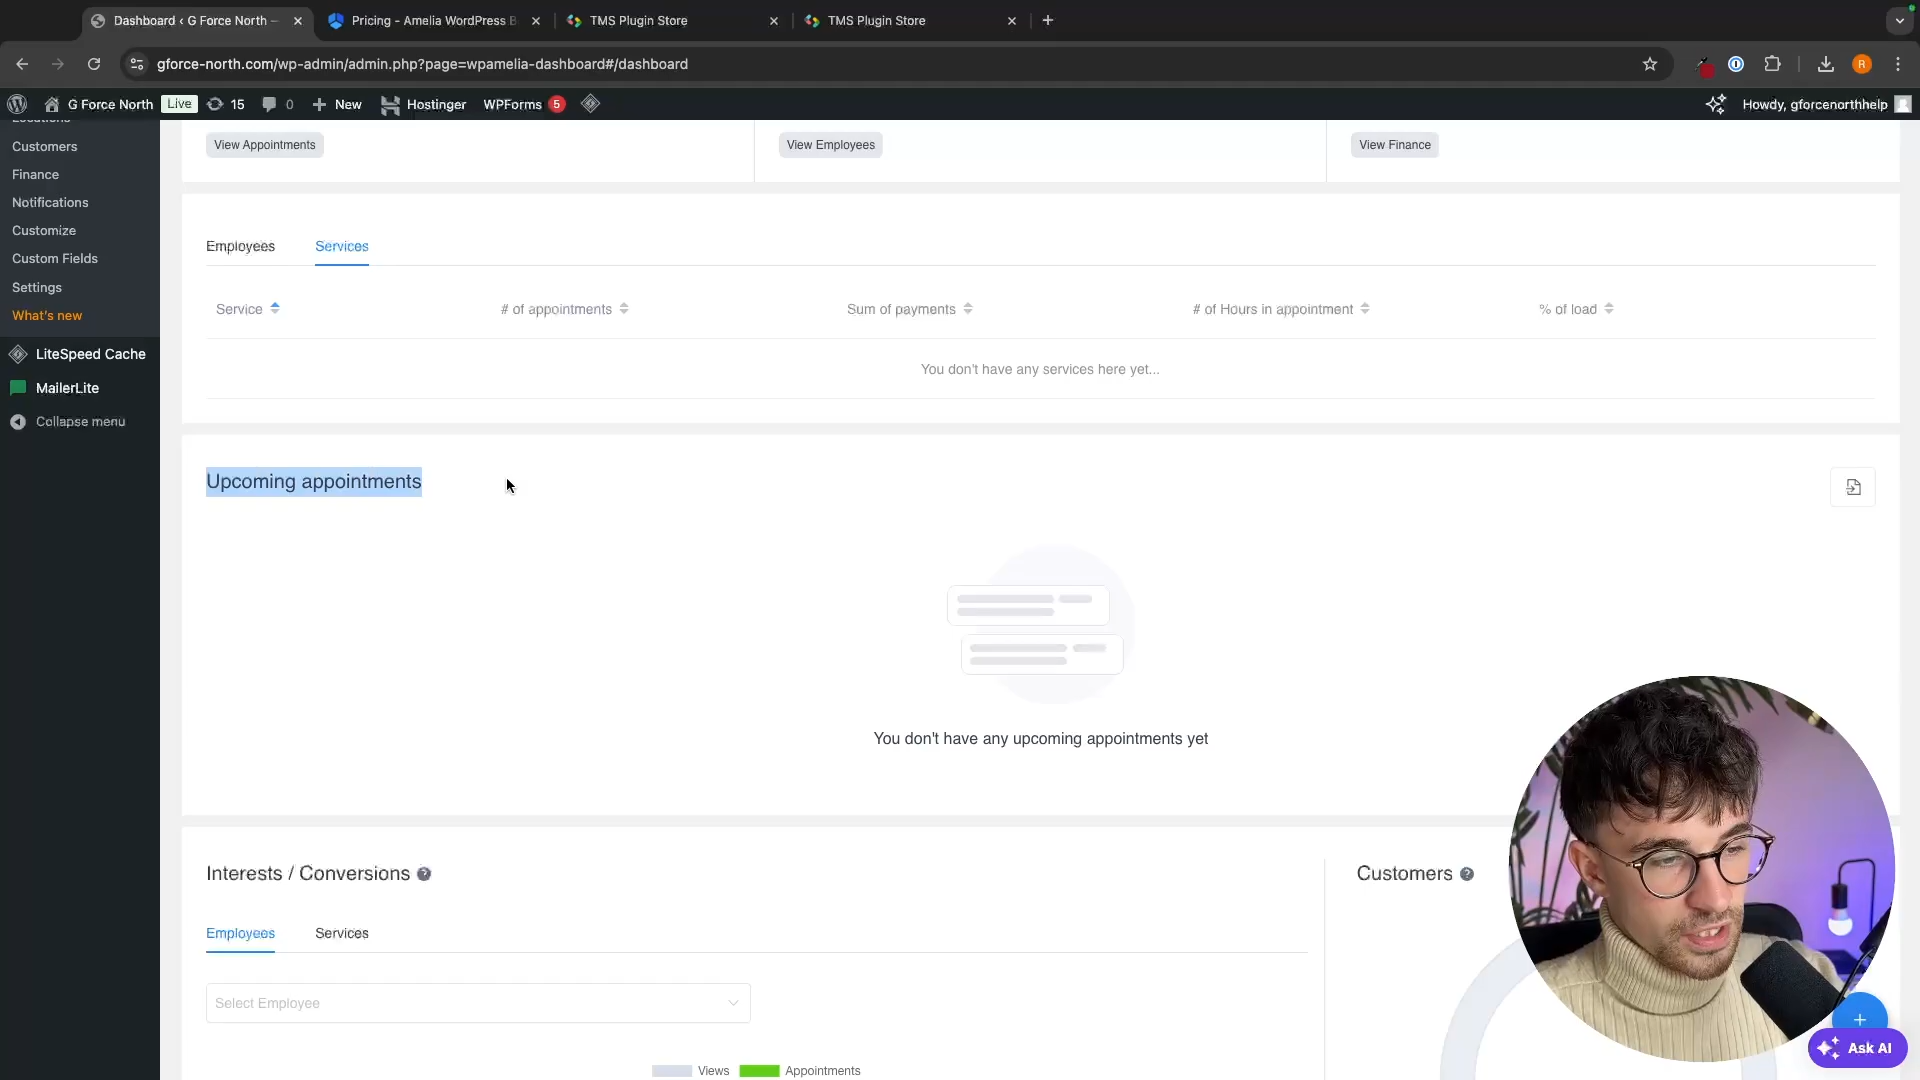 Dashboard ‹ G Force North –
Pricing - Amelia WordPress B
TMS Plugin Store
TMS Plugin Store
gforce-north.com/wp-admin/admin.php?page=wpamelia-dashboard#/dashboard
R
G Force North Live 15 0 New Hostinger WPForms 5
Howdy, gforcenorthhelp
Locations
Customers
Finance
Notifications
Customize
Custom Fields
Settings
What's new
LiteSpeed Cache
MailerLite
Collapse menu
View Appointments
View Employees
View Finance
Employees Services
Service # of appointments Sum of payments # of Hours in appointment % of load
You don't have any services here yet...
Upcoming appointments
You don't have any upcoming appointments yet
Interests / Conversions ?
Customers ?
Employees Services
Select Employee
Views Appointments
Ask AI